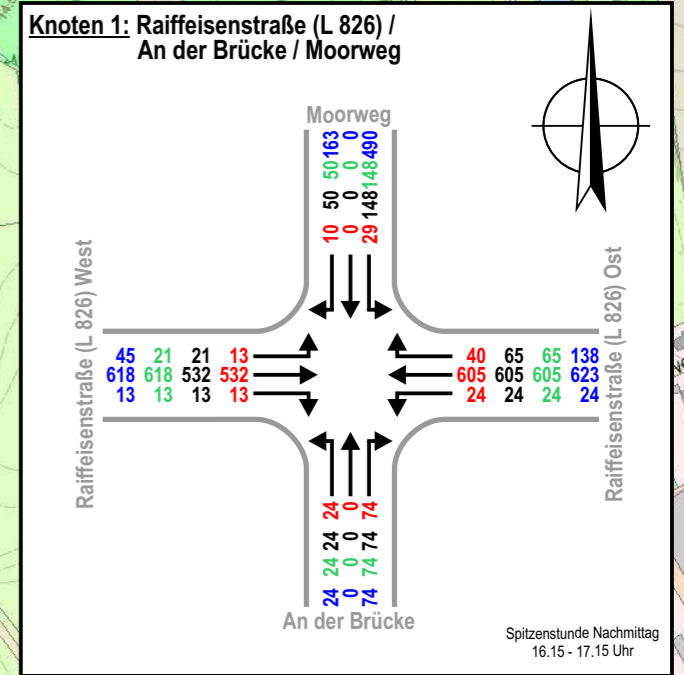 Knoten 1: Raiffeisenstraße (L 826) /
An der Brücke / Moorweg
Moorweg
163 0 490
50 0 148
50 0 148
10 0 29
Raiffeisenstraße (L 826) West
45 21 21 13
618 618 532 532
13 13 13 13
40 65 65 138
605 605 605 623
24 24 24 24
Raiffeisenstraße (L 826) Ost
24 0 74
24 0 74
24 0 74
24 0 74
An der Brücke
Spitzenstunde Nachmittag
16.15 - 17.15 Uhr